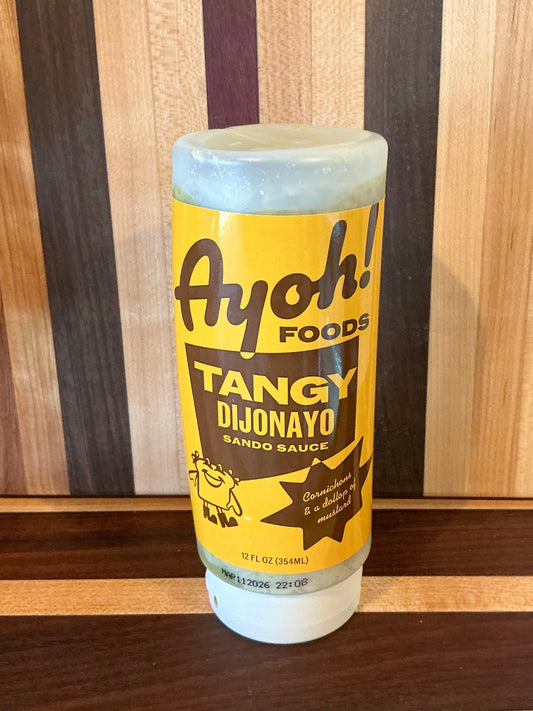 Ayoh!
FOODS
TANGY
DIJONAYO
SANDO SAUCE
Cornichons
& a dollop of
mustard
12 FL OZ (354ML)
MAR112026 22:08